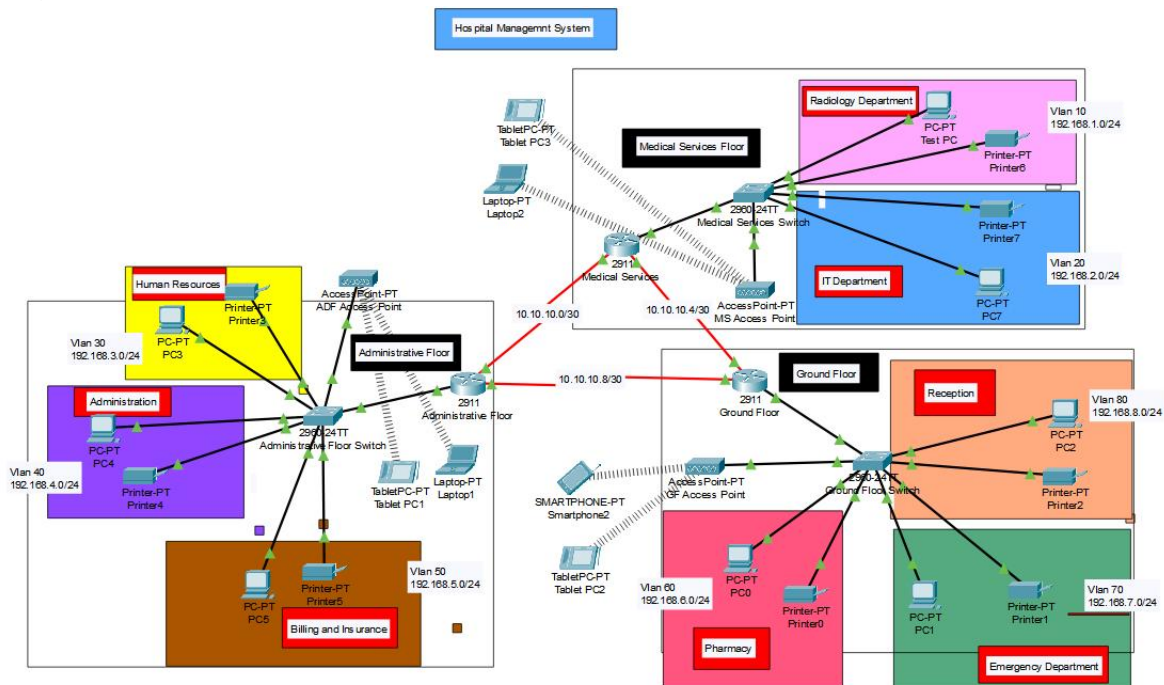 Hospital Managemnt System
Radiology Department
PC-PT
Test PC
Vlan 10
192.168.1.0/24
Printer-PT
Printer6
TabletPC-PT
Tablet PC3
Medical Services Floor
Laptop-PT
Laptop2
2960-24TT
Medical Services Switch
Printer-PT
Printer7
2911
Medical Services
IT Department
Vlan 20
192.168.2.0/24
PC-PT
PC7
AccessPoint-PT
MS Access Point
10.10.10.0/30
10.10.10.4/30
Human Resources
Printer-PT
Printer3
AccessPoint-PT
ADF Access Point
Vlan 30
192.168.3.0/24
PC-PT
PC3
Administrative Floor
2911
Administrative Floor
10.10.10.8/30
Administration
PC-PT
PC4
2960-24TT
Administrative Floor Switch
Vlan 40
192.168.4.0/24
Printer-PT
Printer4
TabletPC-PT
Tablet PC1
Laptop-PT
Laptop1
Vlan 50
192.168.5.0/24
PC-PT
PC5
Printer-PT
Printer5
Billing and Insurance
2911
Ground Floor
Ground Floor
Reception
Vlan 80
192.168.8.0/24
PC-PT
PC2
2960-24TT
Ground Floor Switch
Printer-PT
Printer2
AccessPoint-PT
GF Access Point
SMARTPHONE-PT
Smartphone2
TabletPC-PT
Tablet PC2
Vlan 60
192.168.6.0/24
PC-PT
PC0
Printer-PT
Printer0
Pharmacy
PC-PT
PC1
Printer-PT
Printer1
Vlan 70
192.168.7.0/24
Emergency Department